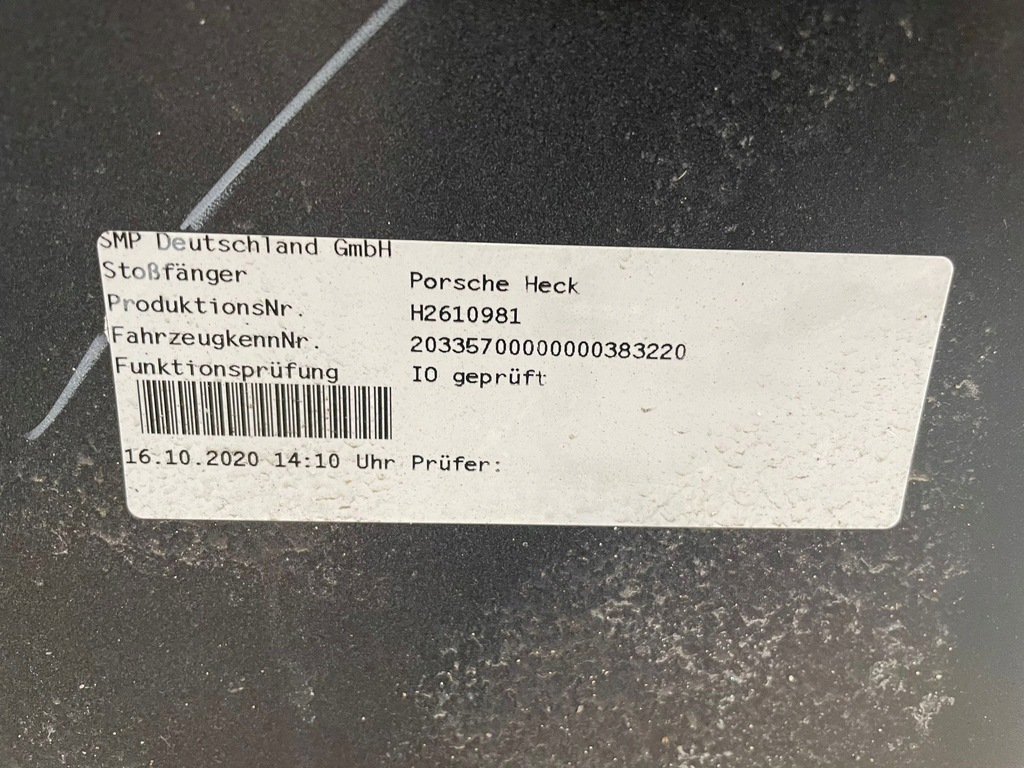 SMP Deutschland GmbH
Stoßfänger Porsche Heck
ProduktionsNr. H2610981
FahrzeugkennNr. 20335700000000383220
Funktionsprüfung IO geprüft
16.10.2020 14:10 Uhr Prüfer: